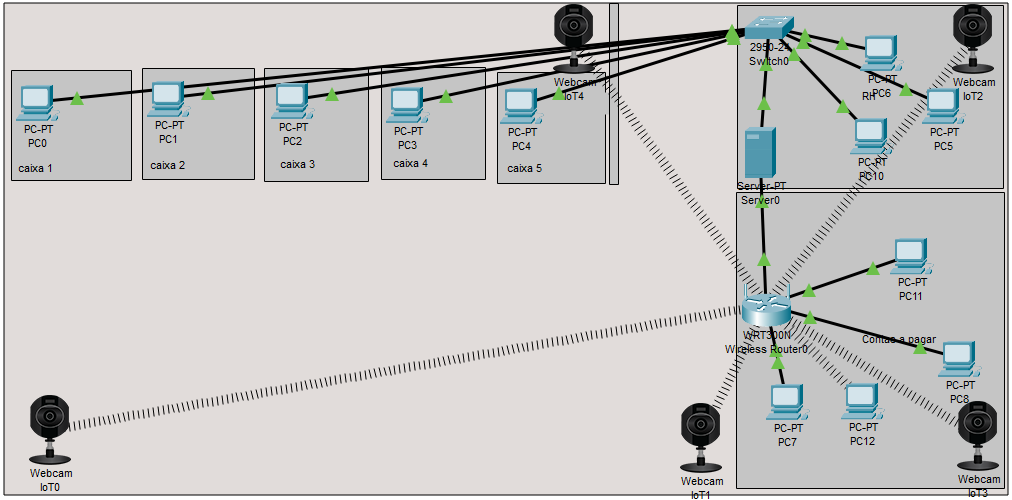 PC-PT
PC0
caixa 1
PC-PT
PC1
caixa 2
PC-PT
PC2
caixa 3
PC-PT
PC3
caixa 4
PC-PT
PC4
caixa 5
Webcam
IoT4
2950-24
Switch0
PC-PT
PC6
RH
Webcam
IoT2
PC-PT
PC5
PC-PT
PC10
Server-PT
Server0
PC-PT
PC11
WRT300N
Wireless Router0
Contas a pagar
PC-PT
PC8
PC-PT
PC7
PC-PT
PC12
Webcam
IoT0
Webcam
IoT1
Webcam
IoT3